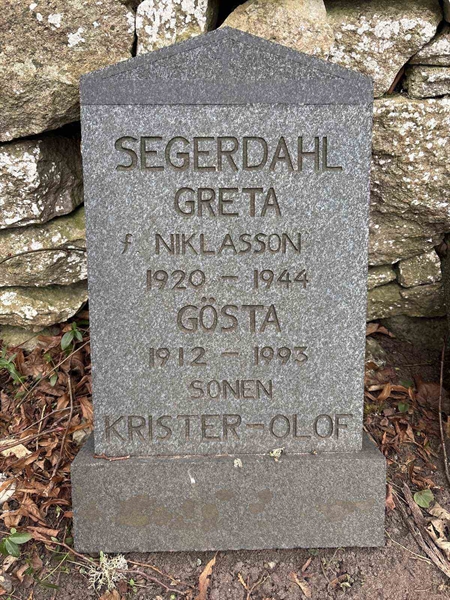 SEGERDAHL
GRETA
f NIKLASSON
1920 - 1944
GÖSTA
1912 - 1993
SONEN
KRISTER-OLOF